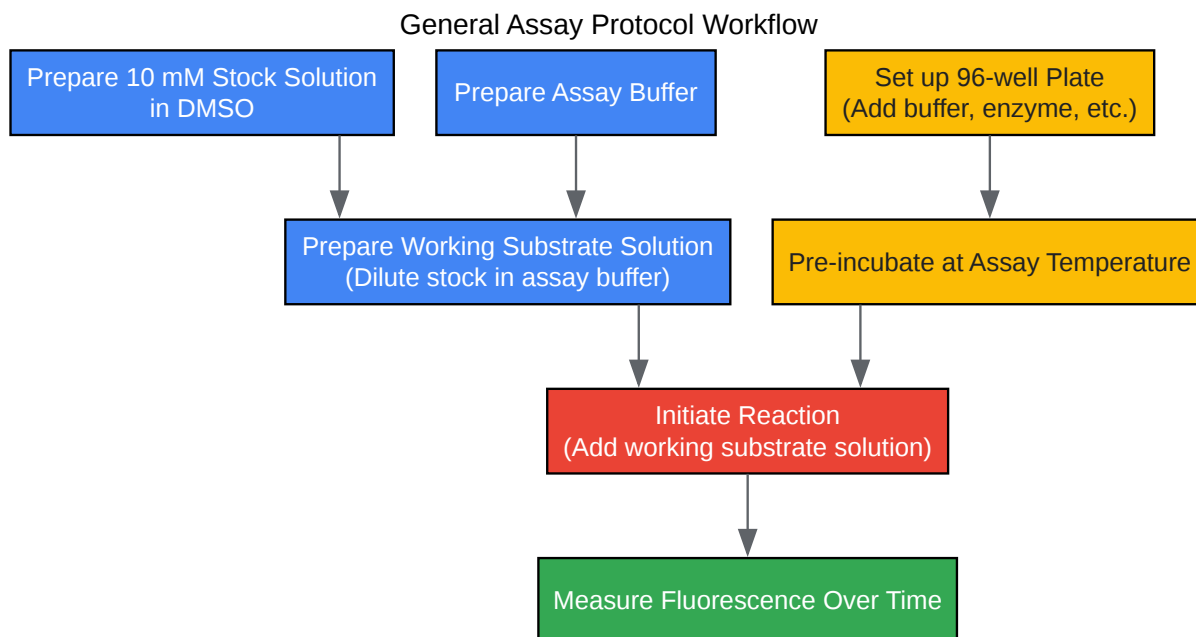 General Assay Protocol Workflow
Prepare 10 mM Stock Solution
in DMSO
Prepare Assay Buffer
Set up 96-well Plate
(Add buffer, enzyme, etc.)
Prepare Working Substrate Solution
(Dilute stock in assay buffer)
Pre-incubate at Assay Temperature
Initiate Reaction
(Add working substrate solution)
Measure Fluorescence Over Time